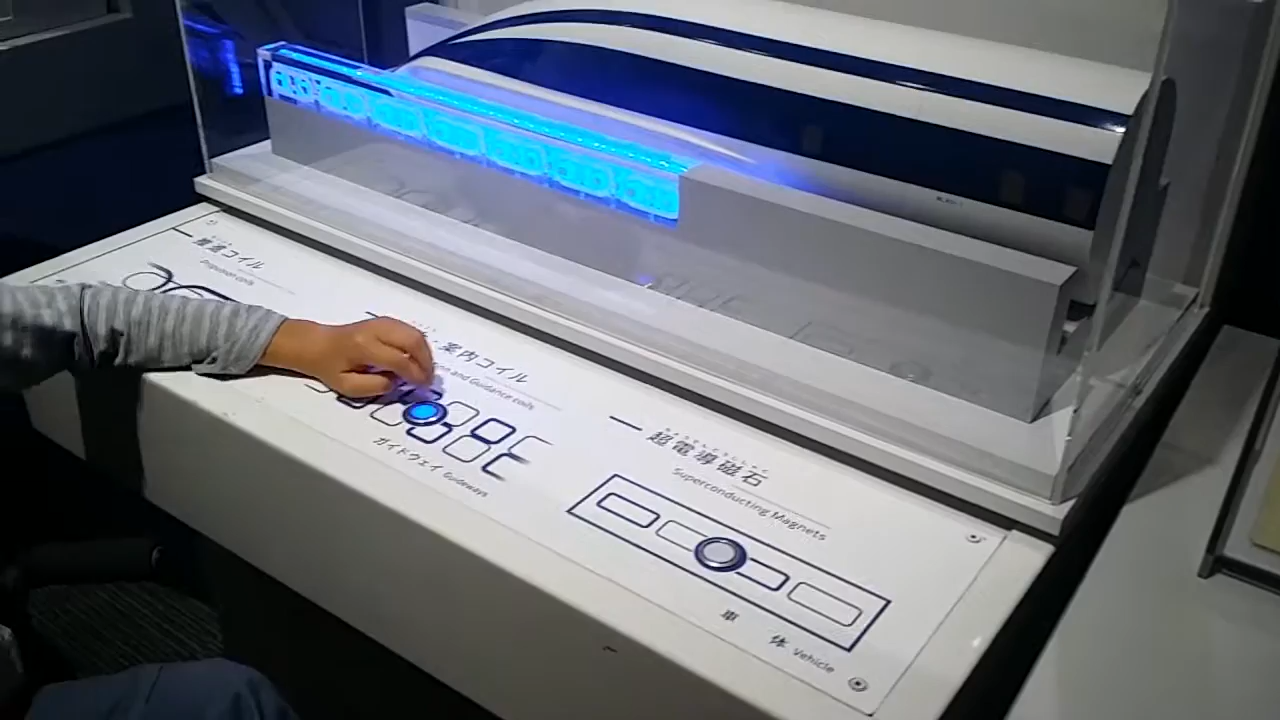 推進コイル
Propulsion coils
・案内コイル
and Guidance coils
ガイドウェイ Guideways
超電導磁石
Superconducting Magnets
車 体 Vehicle